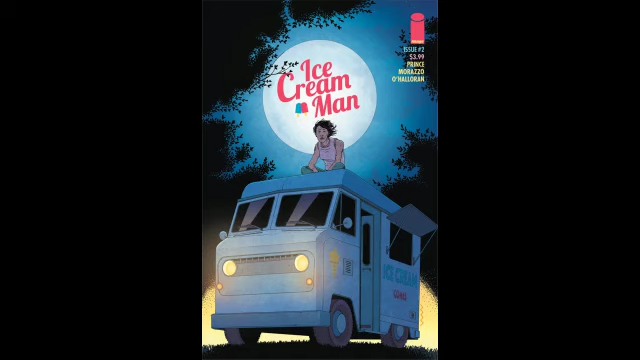 ISSUE #2
$3.99
PRINCE
MORAZZO
O'HALLORAN
Ice
Cream
Man
ICE CREAM